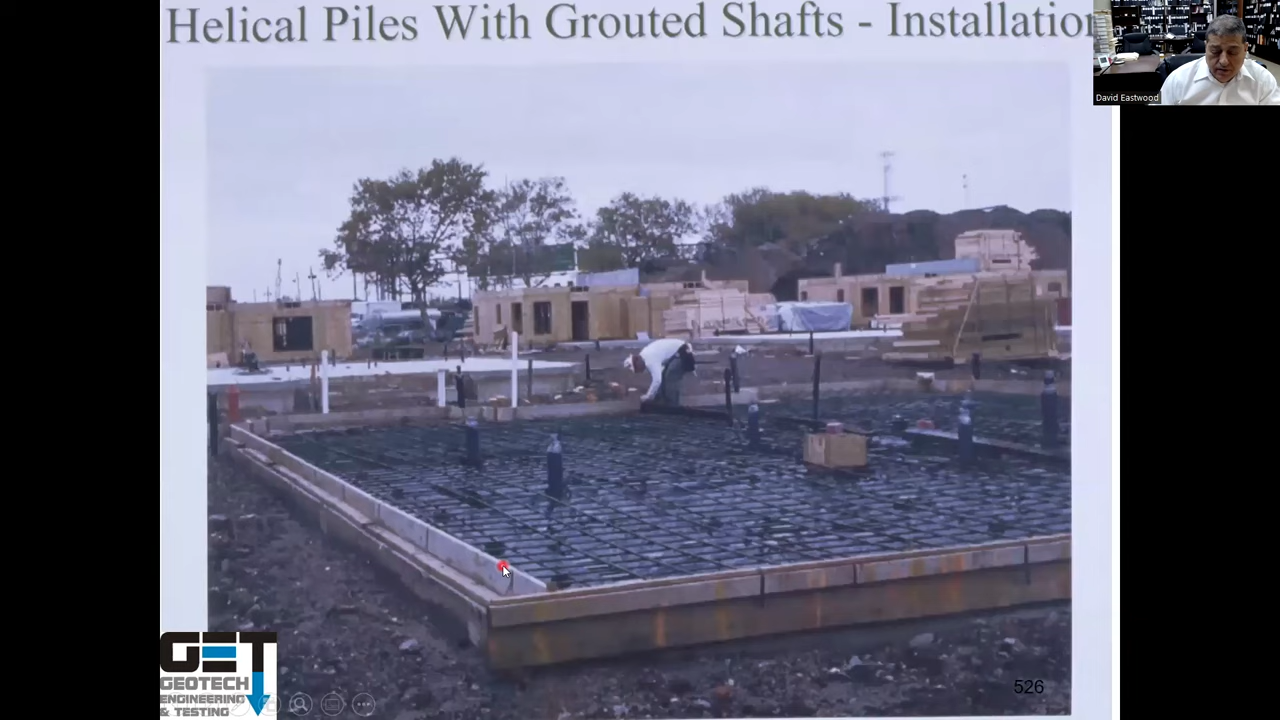 Helical Piles With Grouted Shafts - Installation
David Eastwood
GET
GEOTECH
ENGINEERING
& TESTING
526